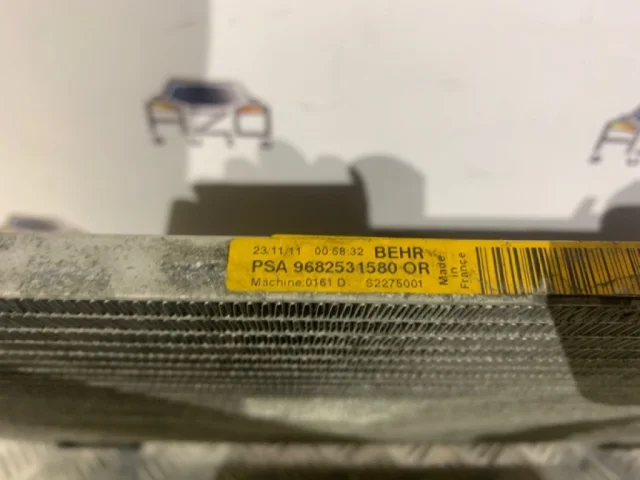 23/11/11 00:58:32 BEHR
PSA 9682531580 OR
Machine:0161 D S2275001
Made
in
France